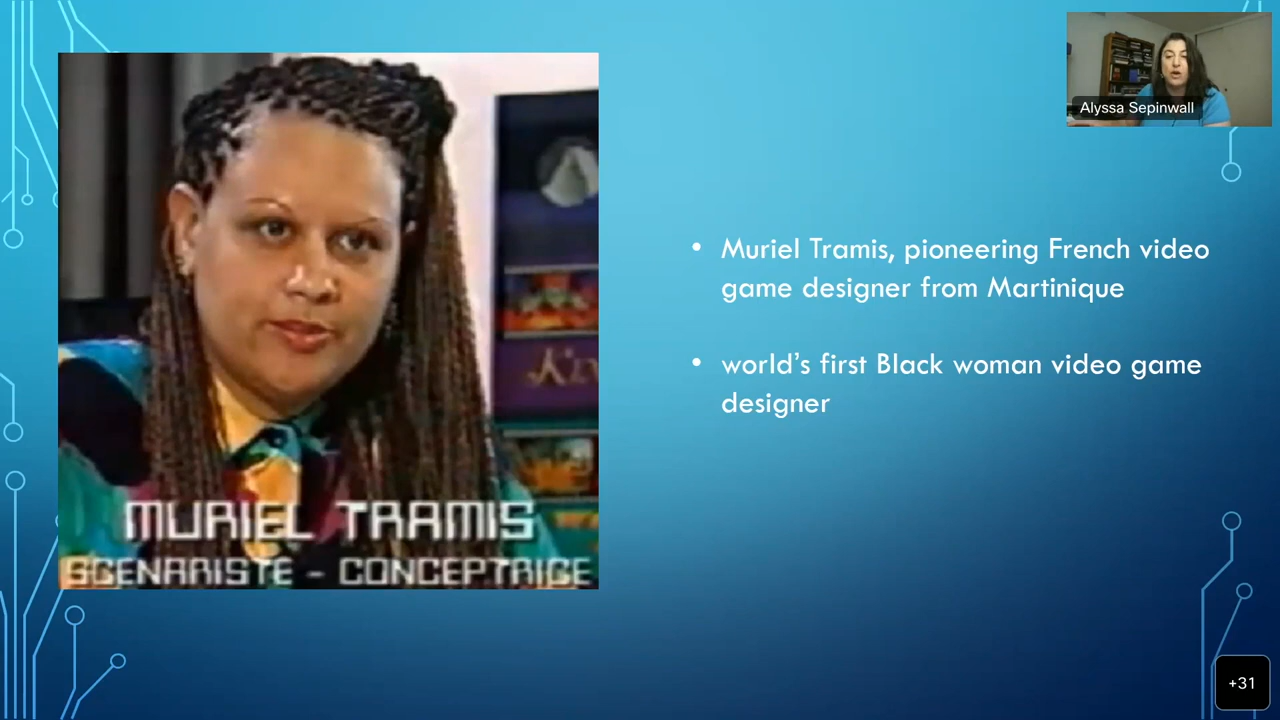 Alyssa Sepinwall
• Muriel Tramis, pioneering French video
game designer from Martinique
• world’s first Black woman video game
designer
MURIEL TRAMIS
SCENARISTE - CONCEPTRICE
+31